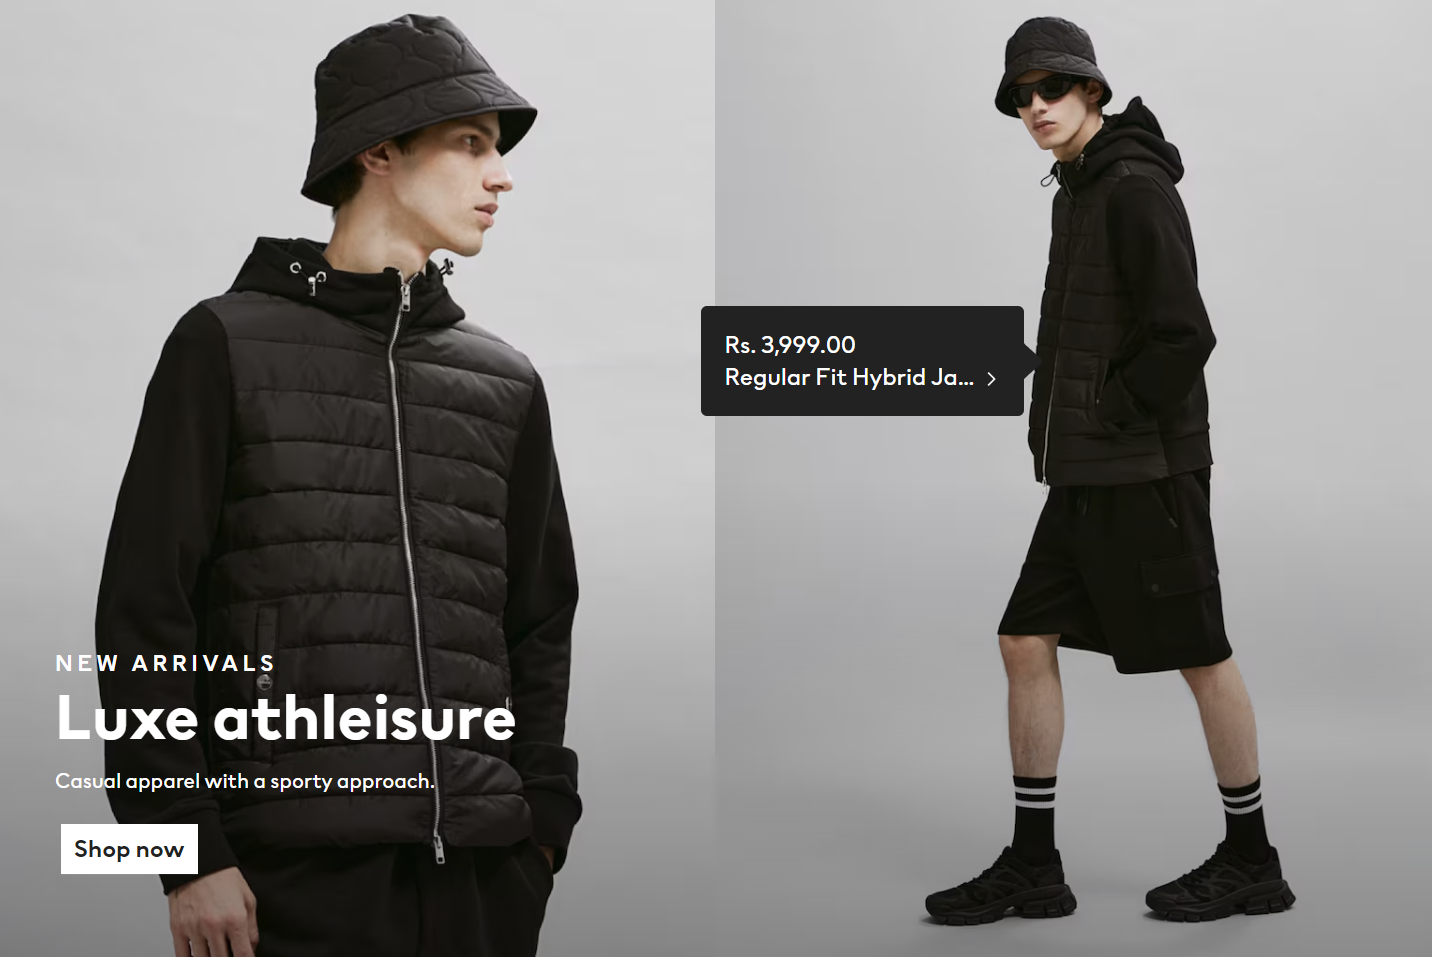 NEW ARRIVALS
Luxe athleisure
Casual apparel with a sporty approach.
Shop now
Rs. 3,999.00
Regular Fit Hybrid Ja...